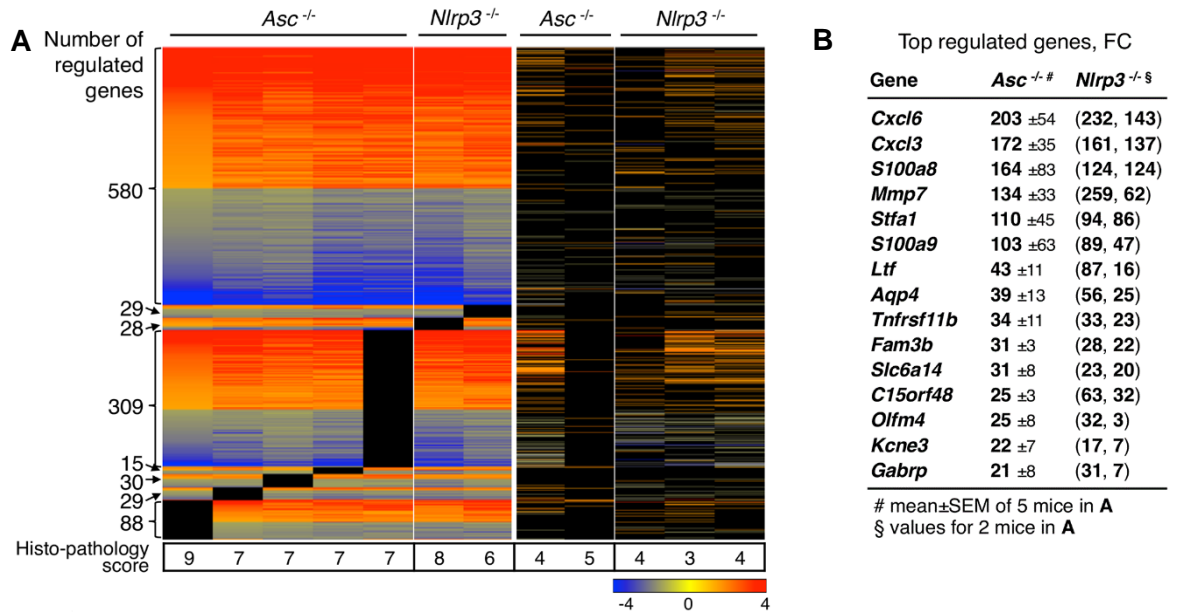 A
Asc -/- Nlrp3 -/- Asc -/- Nlrp3 -/-
Number of
regulated
genes
580
29
28
309
15
30
29
88
Histo-pathology
score
9 7 7 7 7 8 6 4 5 4 3 4
-4 0 4
B
Top regulated genes, FC
Gene Asc -/- # Nlrp3 -/- §
Cxcl6 203 ±54 (232, 143)
Cxcl3 172 ±35 (161, 137)
S100a8 164 ±83 (124, 124)
Mmp7 134 ±33 (259, 62)
Stfa1 110 ±45 (94, 86)
S100a9 103 ±63 (89, 47)
Ltf 43 ±11 (87, 16)
Aqp4 39 ±13 (56, 25)
Tnfrsf11b 34 ±11 (33, 23)
Fam3b 31 ±3 (28, 22)
Slc6a14 31 ±8 (23, 20)
C15orf48 25 ±3 (63, 32)
Olfm4 25 ±8 (32, 3)
Kcne3 22 ±7 (17, 7)
Gabrp 21 ±8 (31, 7)
# mean±SEM of 5 mice in A
§ values for 2 mice in A